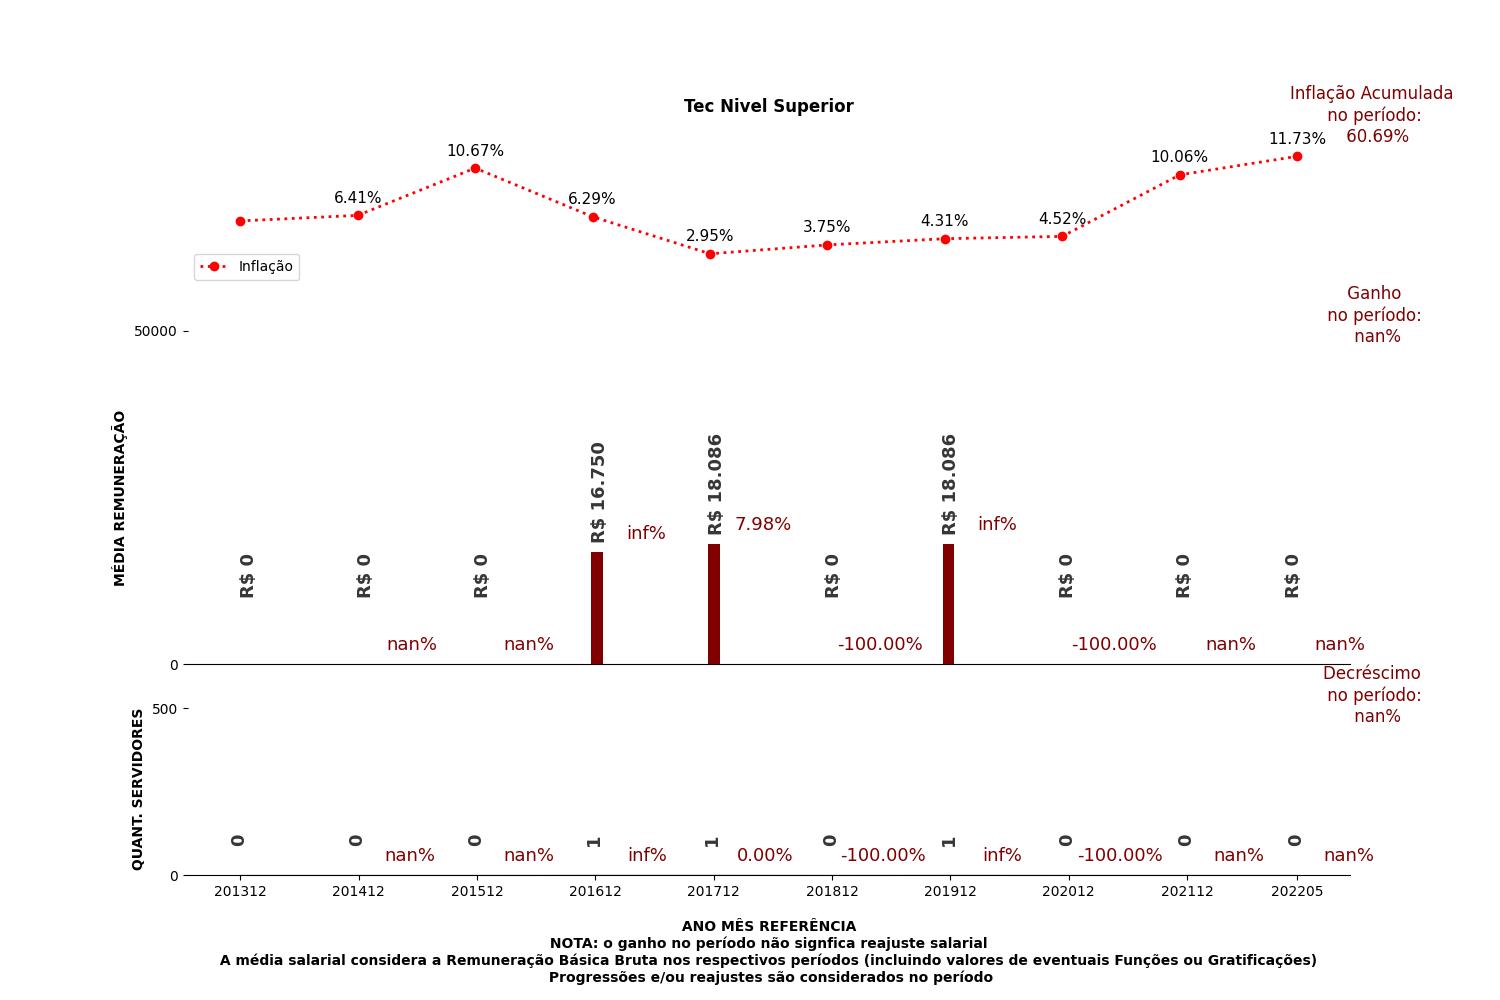 Tec Nivel Superior
Inflação Acumulada
no período:
60.69%
6.41%
10.67%
6.29%
2.95%
3.75%
4.31%
4.52%
10.06%
11.73%
Inflação
Ganho
no período:
nan%
MÉDIA REMUNERAÇÃO
50000
0
R$ 0
R$ 0
R$ 0
R$ 16.750
R$ 18.086
R$ 0
R$ 18.086
R$ 0
R$ 0
R$ 0
nan%
nan%
inf%
7.98%
-100.00%
inf%
-100.00%
nan%
nan%
Decréscimo
no período:
nan%
QUANT. SERVIDORES
500
0
0
0
0
1
1
0
1
0
0
0
nan%
nan%
inf%
0.00%
-100.00%
inf%
-100.00%
nan%
nan%
201312
201412
201512
201612
201712
201812
201912
202012
202112
202205
ANO MÊS REFERÊNCIA
NOTA: o ganho no período não signfica reajuste salarial
A média salarial considera a Remuneração Básica Bruta nos respectivos períodos (incluindo valores de eventuais Funções ou Gratificações)
Progressões e/ou reajustes são considerados no período